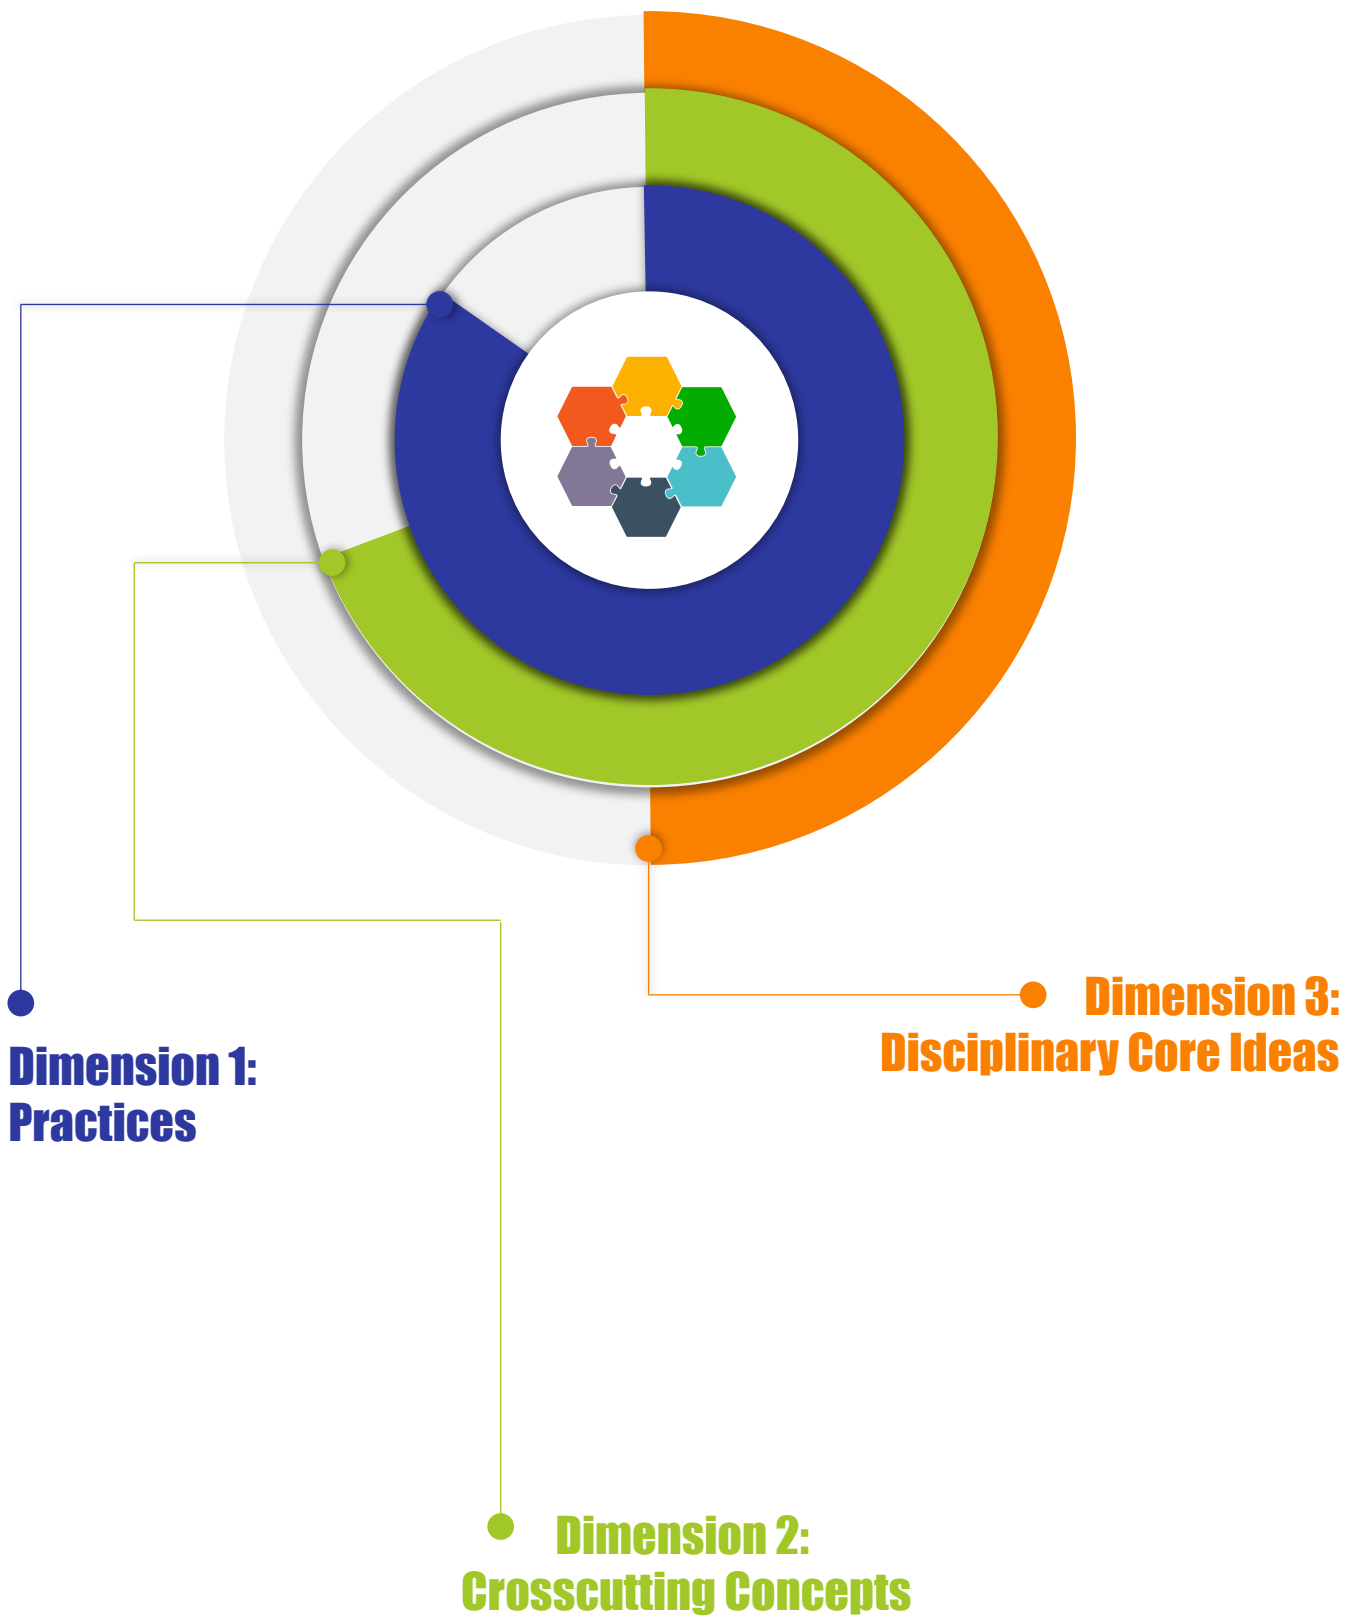 Dimension 3:
Disciplinary Core Ideas
Dimension 1:
Practices
Dimension 2:
Crosscutting Concepts